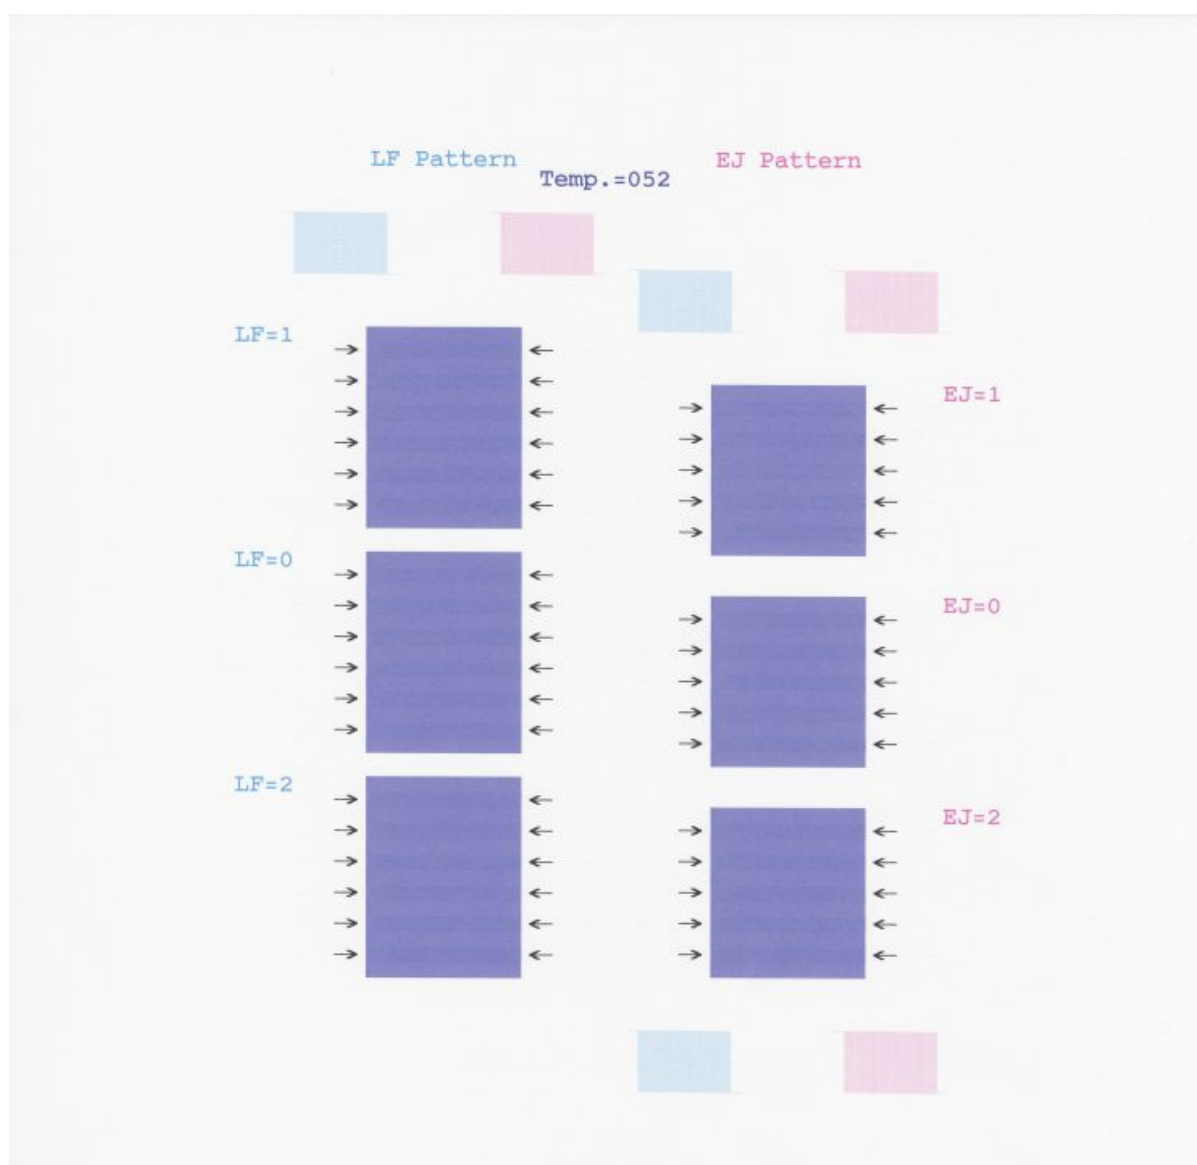 LF Pattern
EJ Pattern
Temp.=052
LF=1
EJ=1
LF=0
EJ=0
LF=2
EJ=2